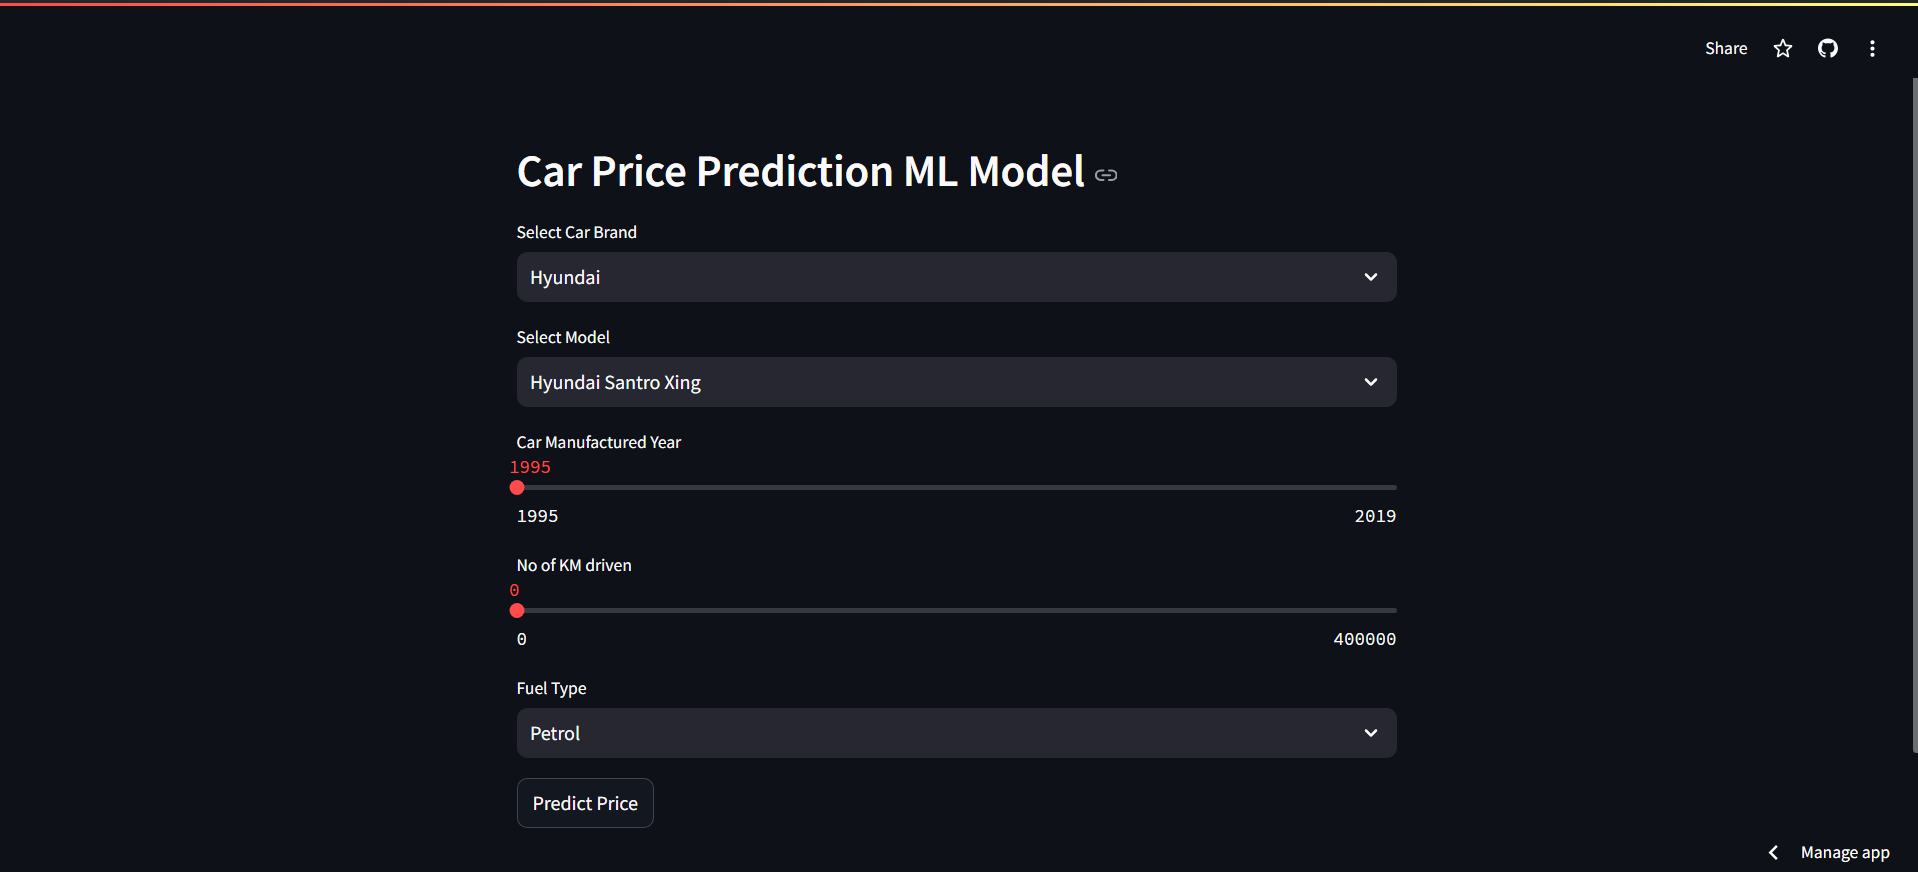 Share
Car Price Prediction ML Model
Select Car Brand
Hyundai
Select Model
Hyundai Santro Xing
Car Manufactured Year
1995
1995 2019
No of KM driven
0
0 400000
Fuel Type
Petrol
Predict Price
Manage app